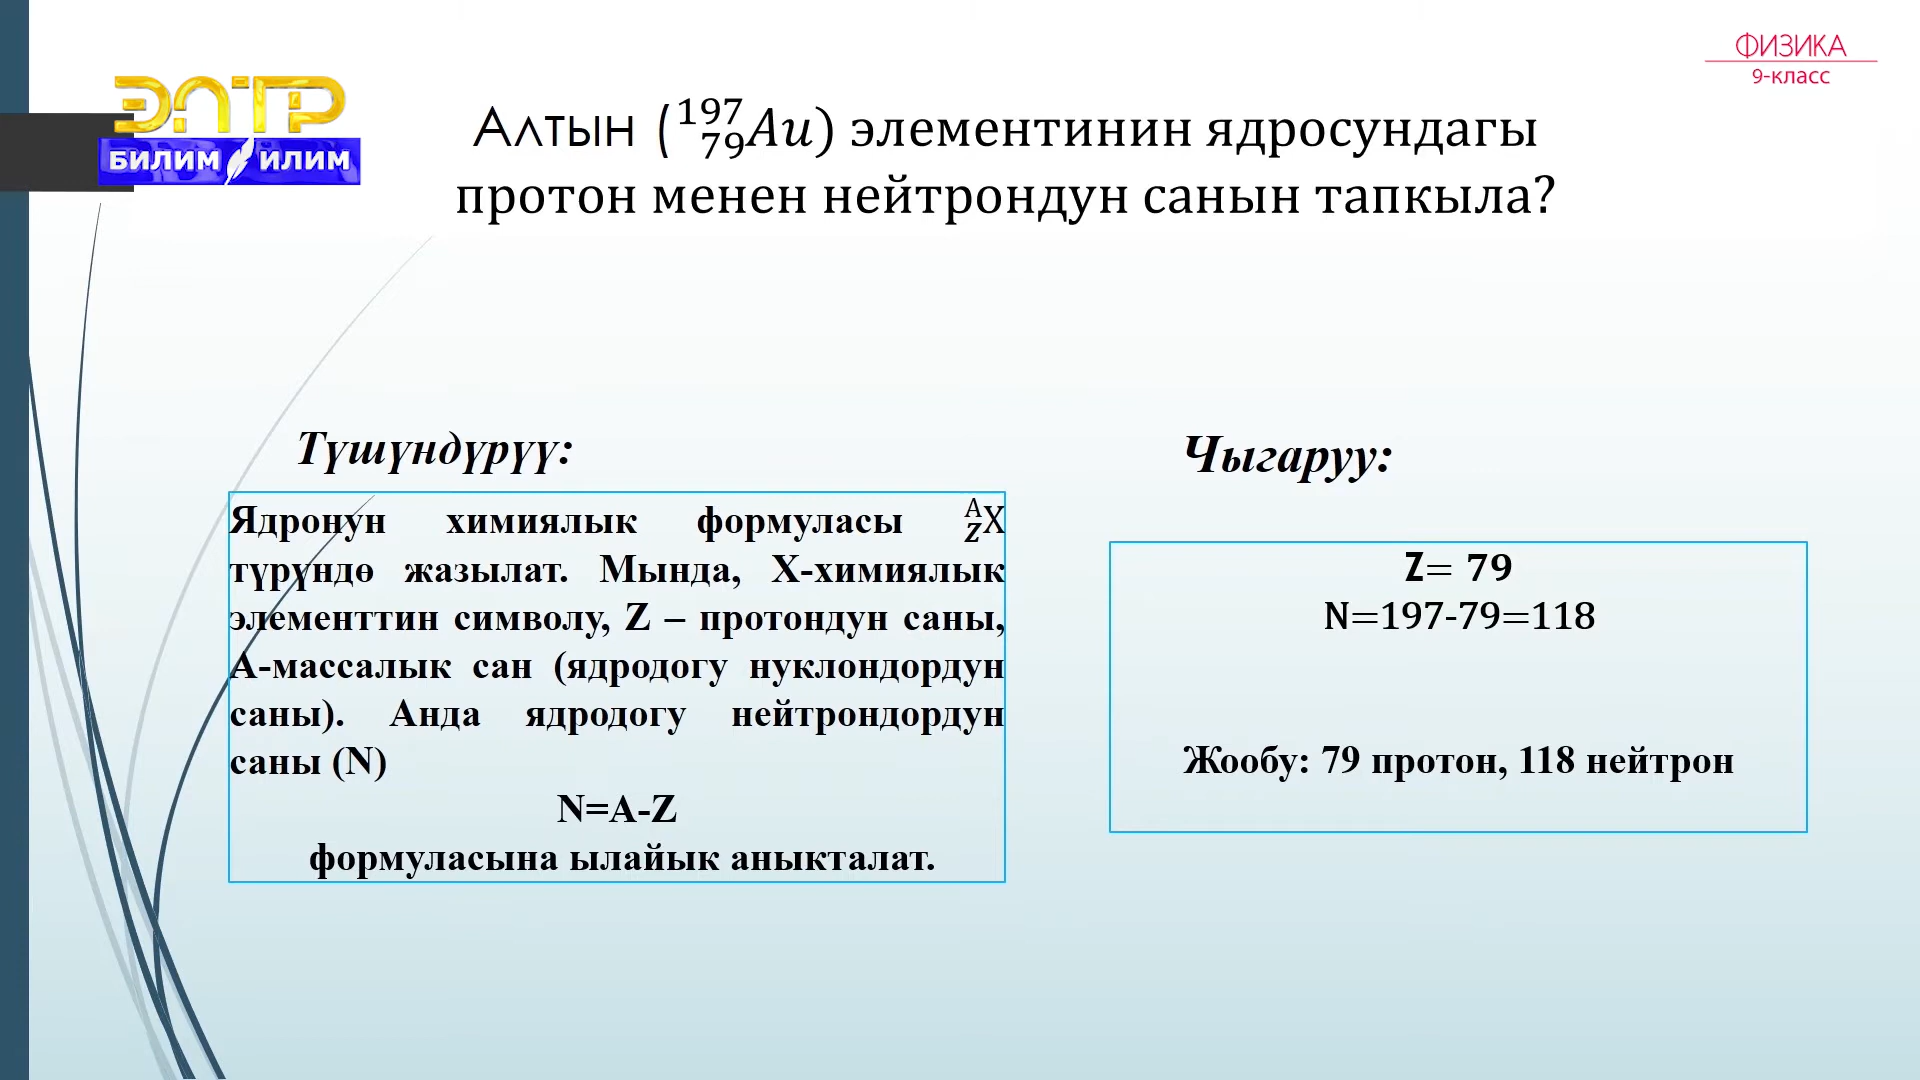 ФИЗИКА
9-класс
ЭЛТР
БИЛИМ ИЛИМ
Алтын (¹⁹⁷₇₉Au) элементинин ядросундагы
протон менен нейтрондун санын тапкыла?
Түшүндүрүү:
Ядронун химиялык формуласы ᴬ_zX
түрүндө жазылат. Мында, X-химиялык
элементтин символу, Z – протондун саны,
А-массалык сан (ядродогу нуклондордун
саны). Анда ядродогу нейтрондордун
саны (N)
N=A-Z
формуласына ылайык аныкталат.
Чыгаруу:
Z= 79
N=197-79=118
Жообу: 79 протон, 118 нейтрон